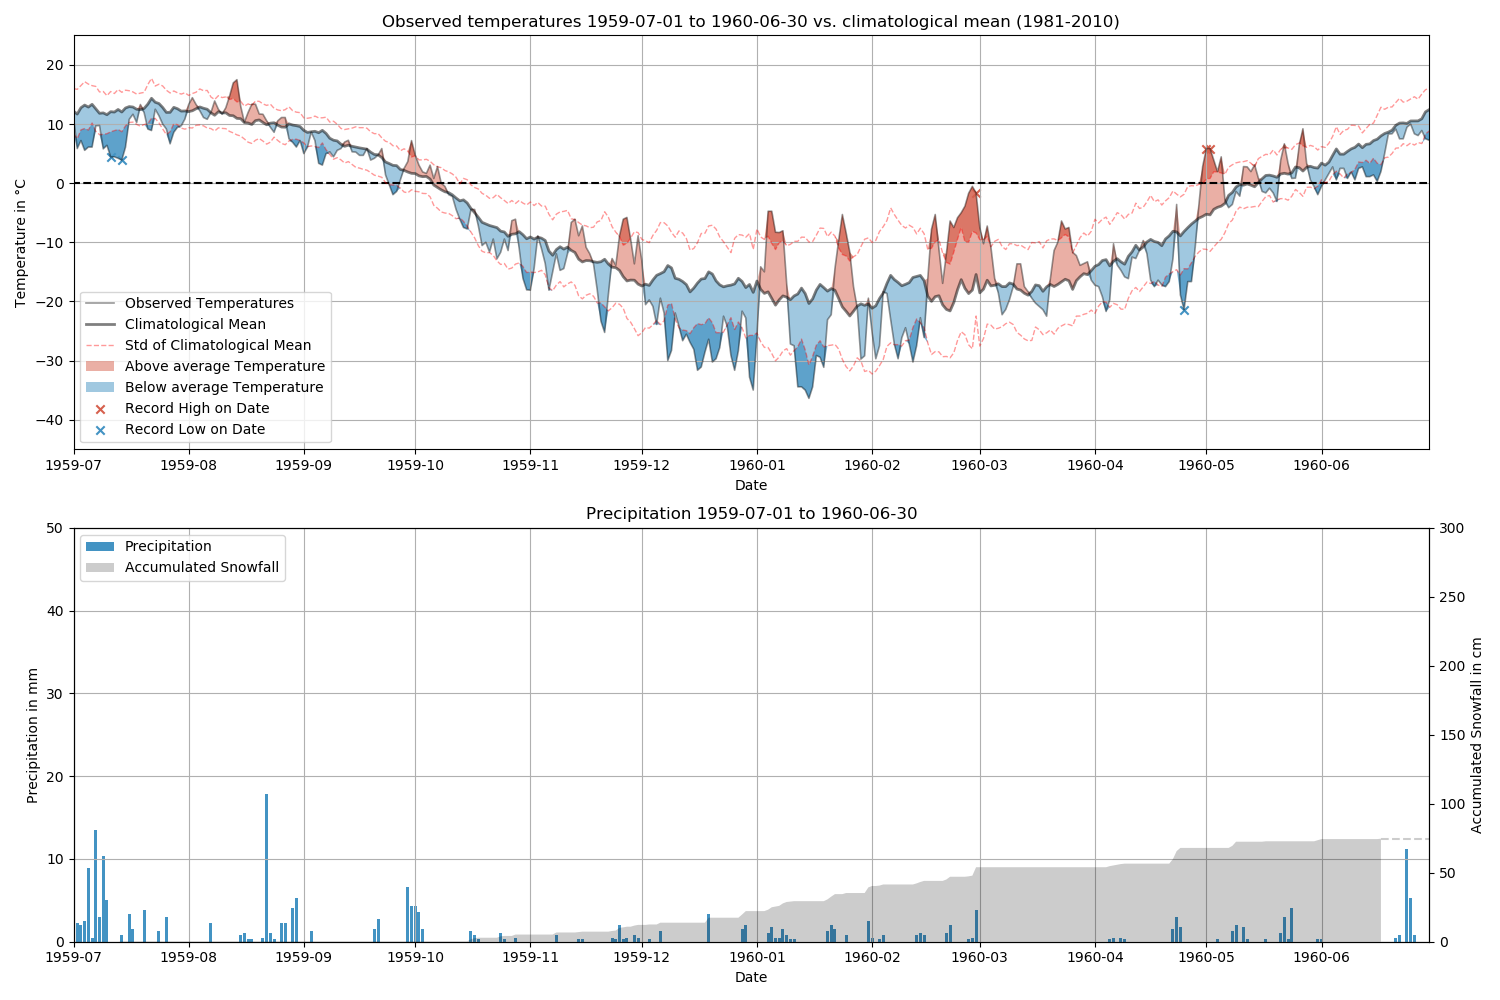 Observed temperatures 1959-07-01 to 1960-06-30 vs. climatological mean (1981-2010)
Temperature in °C
20
10
0
−10
−20
−30
−40
Observed Temperatures
Climatological Mean
Std of Climatological Mean
Above average Temperature
Below average Temperature
Record High on Date
Record Low on Date
1959-07 1959-08 1959-09 1959-10 1959-11 1959-12 1960-01 1960-02 1960-03 1960-04 1960-05 1960-06
Date
Precipitation 1959-07-01 to 1960-06-30
Precipitation in mm
50
40
30
20
10
0
Precipitation
Accumulated Snowfall
300
250
200
150
100
50
0
Accumulated Snowfall in cm
1959-07 1959-08 1959-09 1959-10 1959-11 1959-12 1960-01 1960-02 1960-03 1960-04 1960-05 1960-06
Date